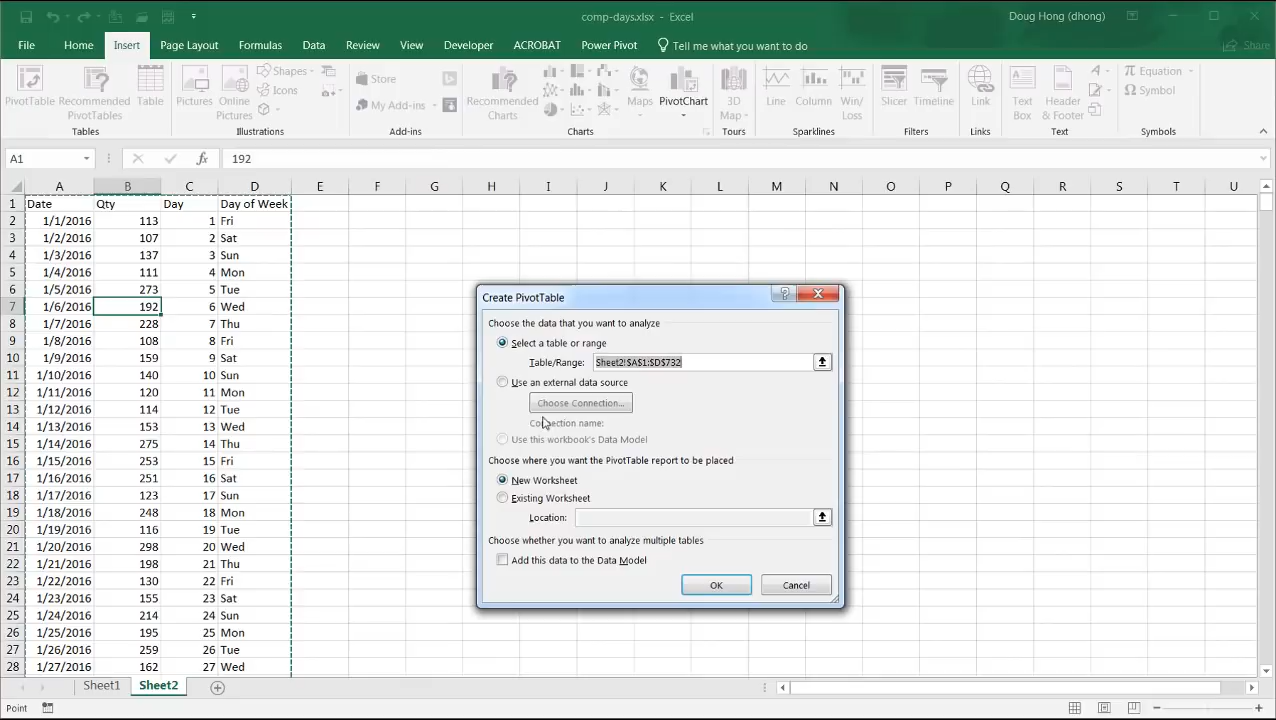 comp-days.xlsx - Excel
Doug Hong (dhong)
File Home Insert Page Layout Formulas Data Review View Developer ACROBAT Power Pivot Tell me what you want to do Share
PivotTable Recommended PivotTables Table Pictures Online Pictures Shapes Icons Store My Add-ins Recommended Charts Maps PivotChart 3D Map Line Column Win/Loss Slicer Timeline Link Text Box Header & Footer Equation Symbol
Tables Illustrations Add-ins Charts Tours Sparklines Filters Links Text Symbols
A1 fx 192
A B C D E F G H I J K L M N O P Q R S T U
1 Date Qty Day Day of Week
2 1/1/2016 113 1 Fri
3 1/2/2016 107 2 Sat
4 1/3/2016 137 3 Sun
5 1/4/2016 111 4 Mon
6 1/5/2016 273 5 Tue
7 1/6/2016 192 6 Wed
8 1/7/2016 228 7 Thu
9 1/8/2016 108 8 Fri
10 1/9/2016 159 9 Sat
11 1/10/2016 140 10 Sun
12 1/11/2016 120 11 Mon
13 1/12/2016 114 12 Tue
14 1/13/2016 153 13 Wed
15 1/14/2016 275 14 Thu
16 1/15/2016 253 15 Fri
17 1/16/2016 251 16 Sat
18 1/17/2016 123 17 Sun
19 1/18/2016 248 18 Mon
20 1/19/2016 116 19 Tue
21 1/20/2016 298 20 Wed
22 1/21/2016 198 21 Thu
23 1/22/2016 130 22 Fri
24 1/23/2016 155 23 Sat
25 1/24/2016 214 24 Sun
26 1/25/2016 195 25 Mon
27 1/26/2016 259 26 Tue
28 1/27/2016 162 27 Wed
Create PivotTable
Choose the data that you want to analyze
Select a table or range
Table/Range: Sheet2!$A$1:$D$732
Use an external data source
Choose Connection...
Connection name:
Use this workbook's Data Model
Choose where you want the PivotTable report to be placed
New Worksheet
Existing Worksheet
Location:
Choose whether you want to analyze multiple tables
Add this data to the Data Model
OK Cancel
Sheet1 Sheet2
Point